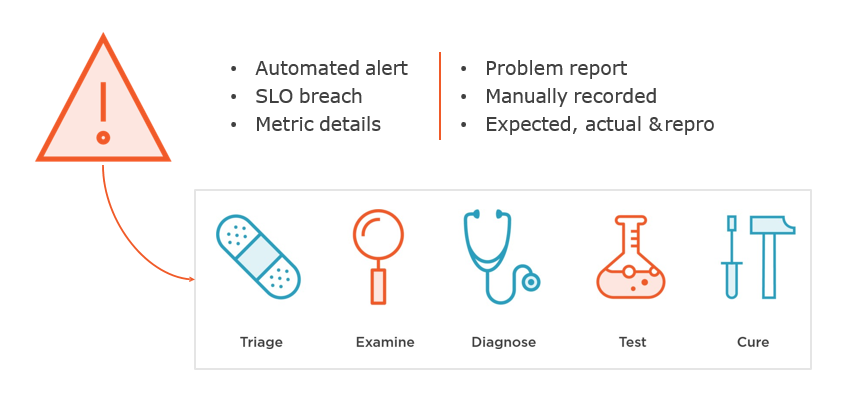 • Automated alert
• SLO breach
• Metric details
• Problem report
• Manually recorded
• Expected, actual & repro
Triage
Examine
Diagnose
Test
Cure